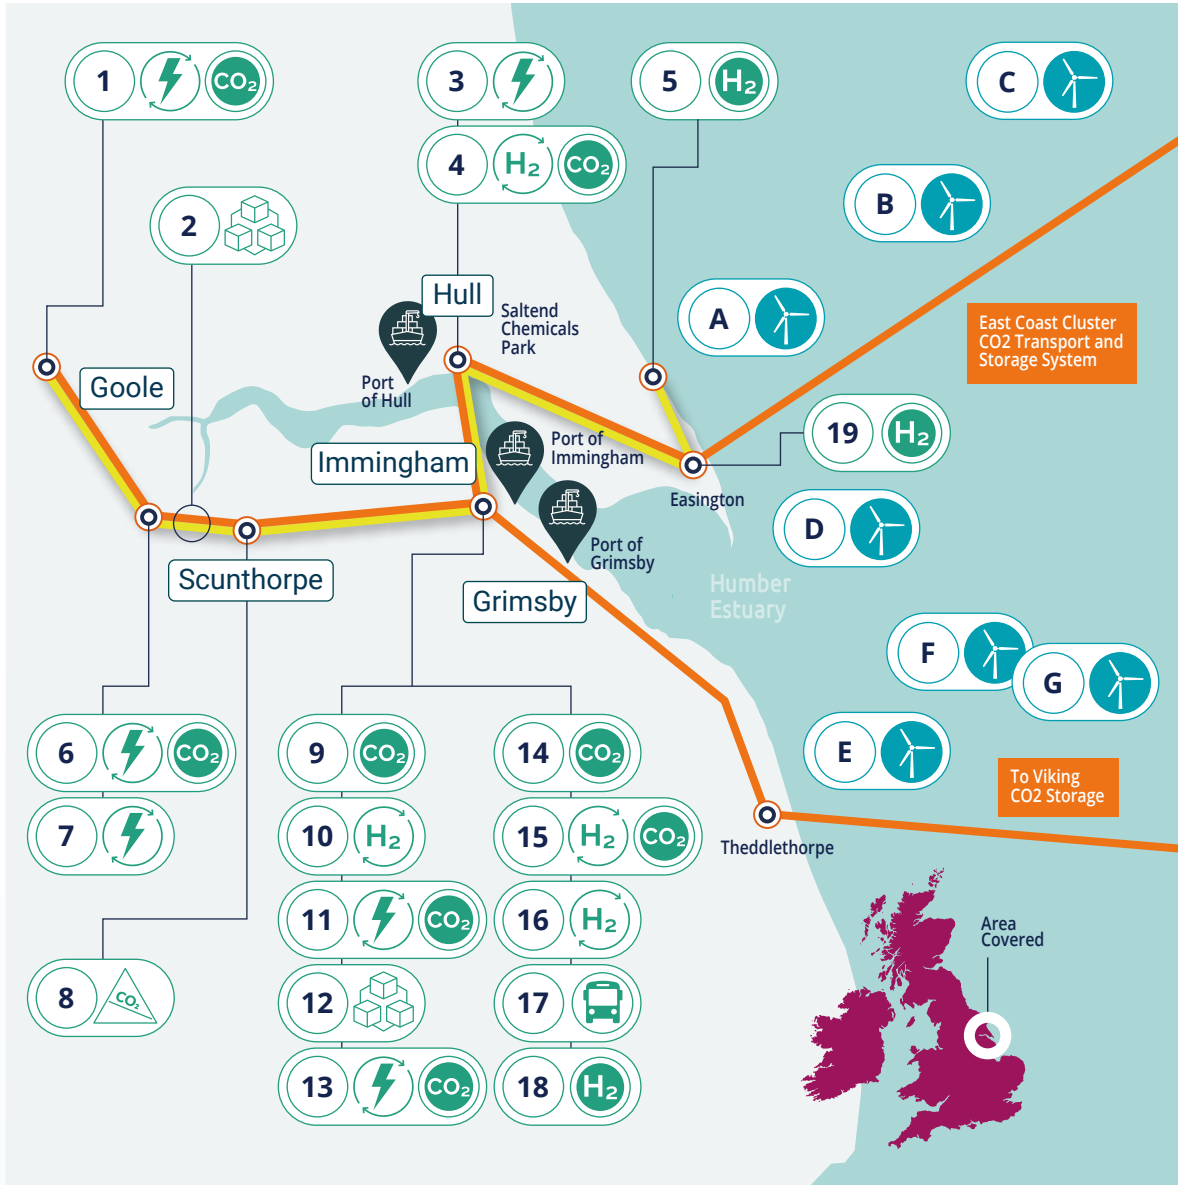 1 CO₂
3
5 H₂
C
4 H₂ CO₂
B
2
Hull
A
Saltend
Chemicals
Park
East Coast Cluster
CO2 Transport and
Storage System
Goole
Port
of Hull
19 H₂
Immingham
Port of
Immingham
Easington
D
Port of
Grimsby
Scunthorpe
Grimsby
Humber
Estuary
F
G
6 CO₂
9 CO₂
14 CO₂
E
To Viking
CO2 Storage
7
10 H₂
15 H₂ CO₂
Theddlethorpe
11 CO₂
16 H₂
Area
Covered
8 CO₂
12
17
13 CO₂
18 H₂